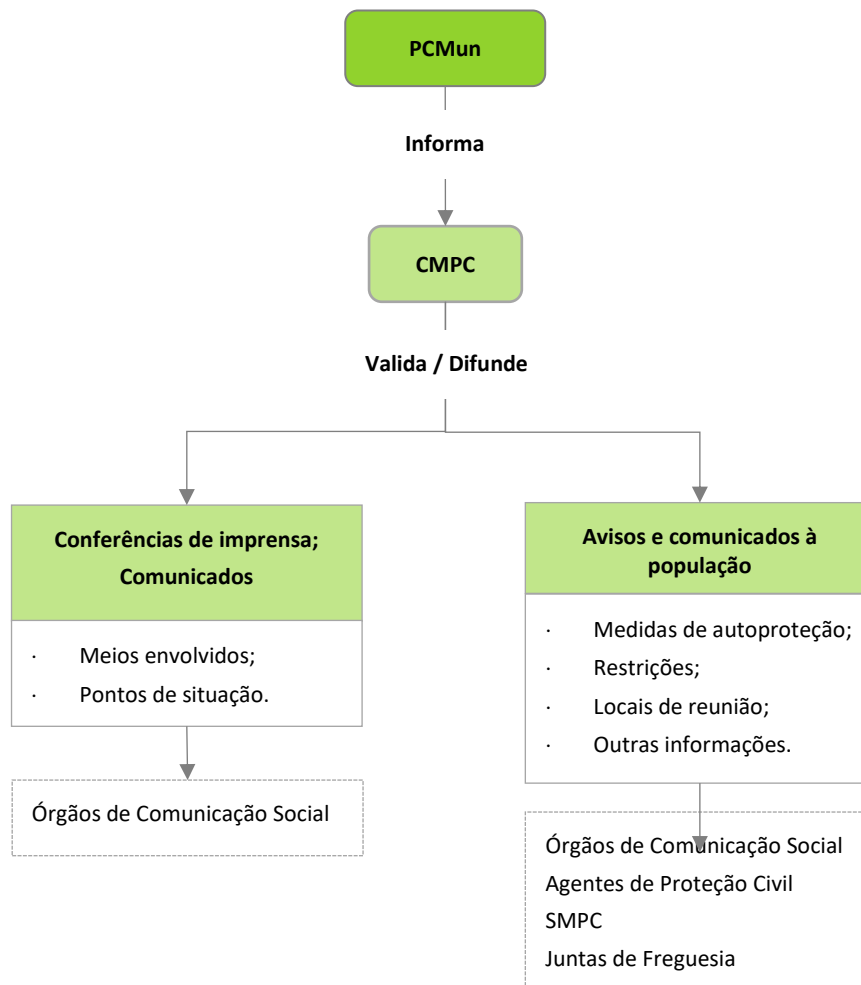 PCMun
Informa
CMPC
Valida / Difunde
Conferências de imprensa;
Comunicados
· Meios envolvidos;
· Pontos de situação.
Órgãos de Comunicação Social
Avisos e comunicados à
população
· Medidas de autoproteção;
· Restrições;
· Locais de reunião;
· Outras informações.
Órgãos de Comunicação Social
Agentes de Proteção Civil
SMPC
Juntas de Freguesia